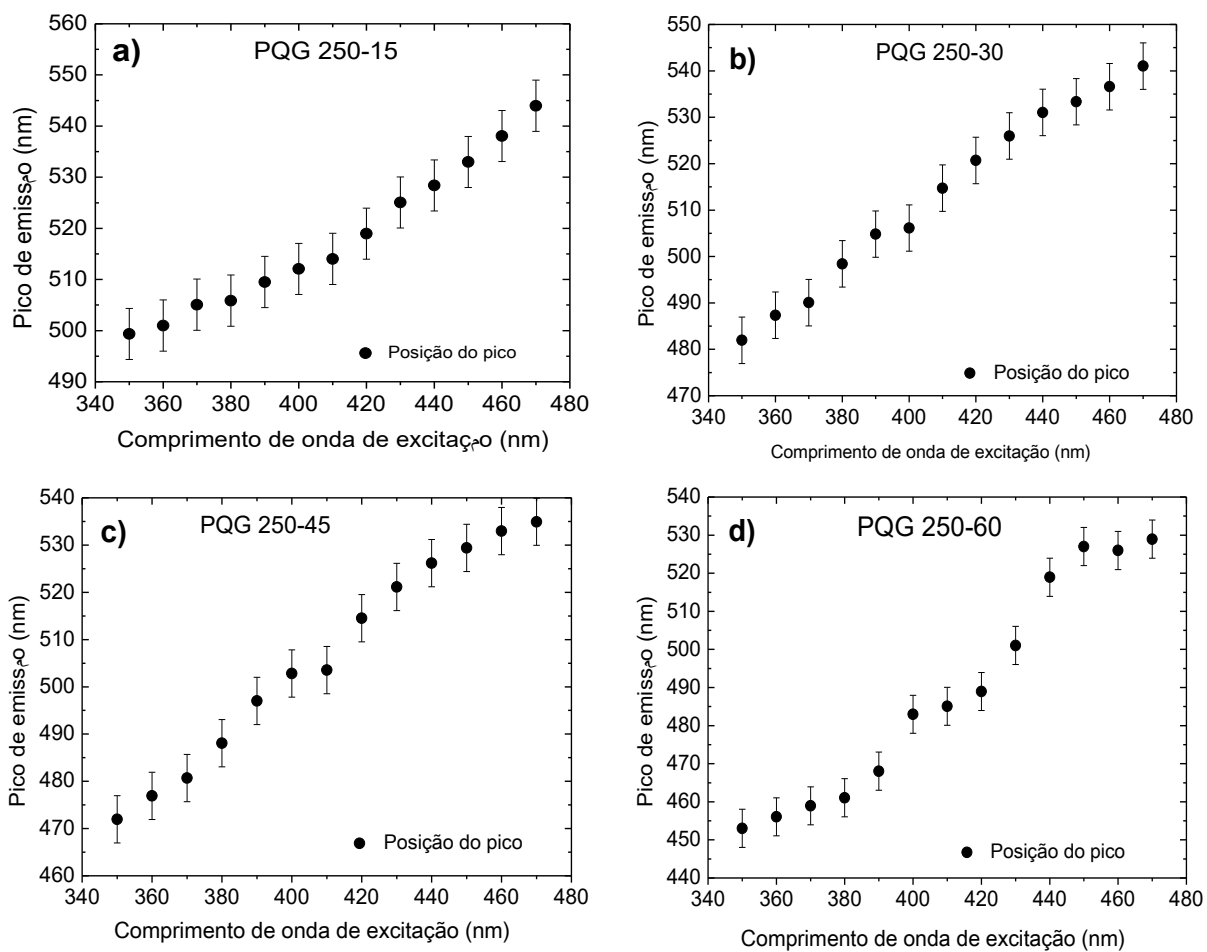 a)
PQG 250-15
Pico de emissمo (nm)
560
550
540
530
520
510
500
490
Posição do pico
340 360 380 400 420 440 460 480
Comprimento de onda de excitaçمo (nm)
b)
PQG 250-30
Pico de emissمo (nm)
550
540
530
520
510
500
490
480
470
Posição do pico
340 360 380 400 420 440 460 480
Comprimento de onda de excitação (nm)
c)
PQG 250-45
Pico de emissمo (nm)
540
530
520
510
500
490
480
470
460
Posição do pico
340 360 380 400 420 440 460 480
Comprimento de onda de excitação (nm)
d)
PQG 250-60
Pico de emissمo (nm)
540
530
520
510
500
490
480
470
460
450
440
Posição do pico
340 360 380 400 420 440 460 480
Comprimento de onda de excitação (nm)